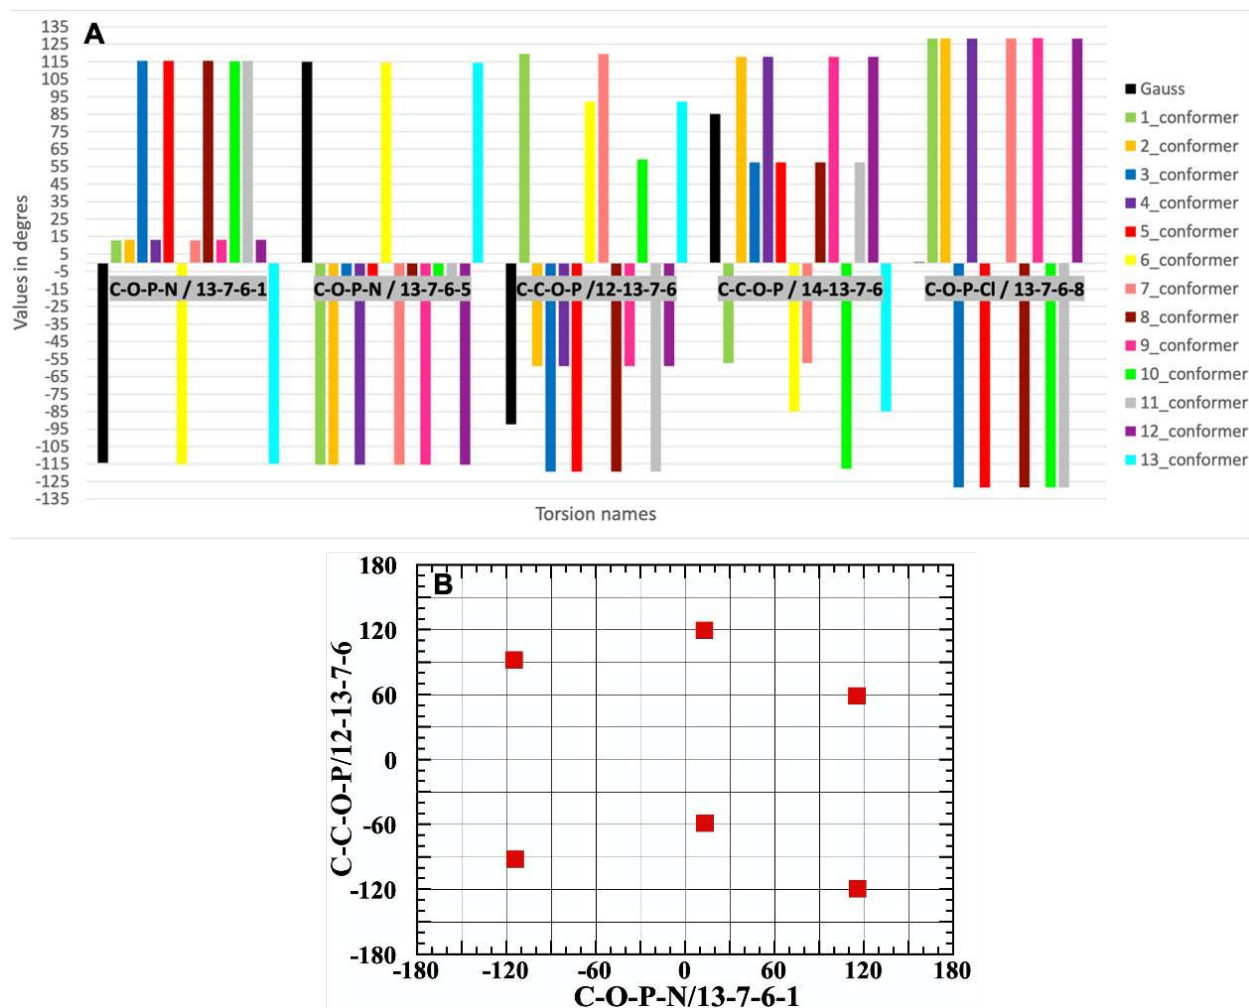 A
135
125
115
105
95
85
75
65
55
45
35
25
15
5
-5
-15
-25
-35
-45
-55
-65
-75
-85
-95
-105
-115
-125
-135
Values in degres
C-O-P-N / 13-7-6-1
C-O-P-N / 13-7-6-5
C-C-O-P /12-13-7-6
C-C-O-P / 14-13-7-6
C-O-P-Cl / 13-7-6-8
Torsion names
Gauss
1_conformer
2_conformer
3_conformer
4_conformer
5_conformer
6_conformer
7_conformer
8_conformer
9_conformer
10_conformer
11_conformer
12_conformer
13_conformer
B
180
120
60
0
-60
-120
-180
C-C-O-P/12-13-7-6
-180 -120 -60 0 60 120 180
C-O-P-N/13-7-6-1